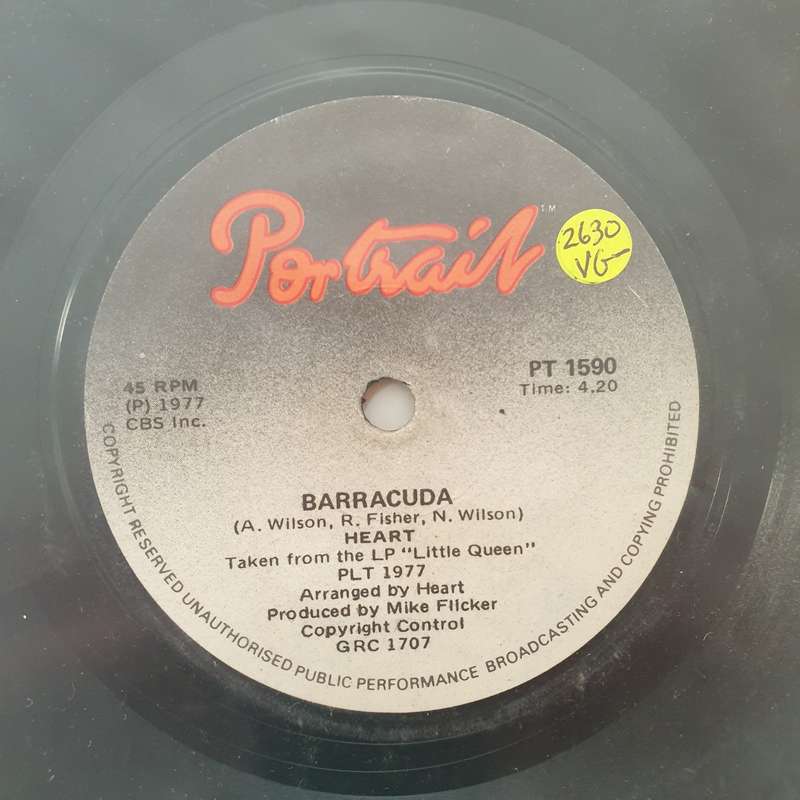 Portrait™
2630
VG-
45 RPM
(P) 1977
CBS Inc.
PT 1590
Time: 4.20
BARRACUDA
(A. Wilson, R. Fisher, N. Wilson)
HEART
Taken from the LP "Little Queen"
PLT 1977
Arranged by Heart
Produced by Mike Flicker
Copyright Control
GRC 1707
COPYRIGHT RESERVED UNAUTHORISED PUBLIC PERFORMANCE BROADCASTING AND COPYING PROHIBITED